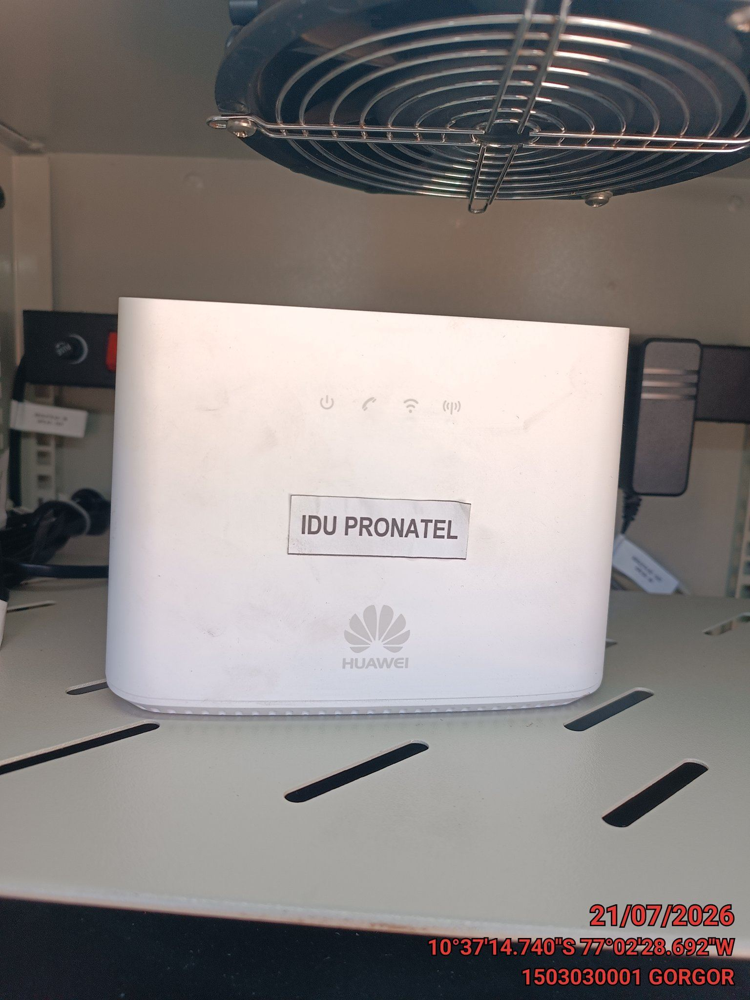 IDU PRONATEL
HUAWEI
21/07/2026
10°37'14.740"S 77°02'28.692"W
1503030001 GORGOR